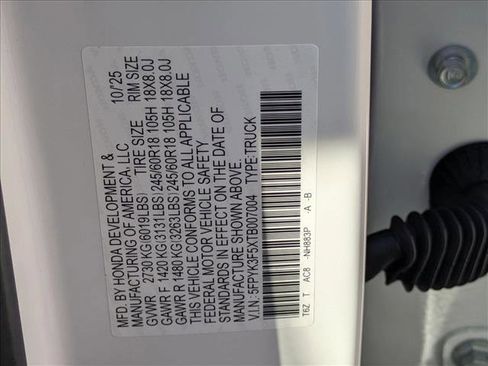 MFD. BY HONDA DEVELOPMENT & 10/'25
MANUFACTURING OF AMERICA, LLC
TIRE SIZE RIM SIZE
GVWR 2730 KG(6019LBS)
GAWR F 1420 KG(3131LBS)245/60R18 105H 18X8.0J
GAWR R 1480 KG(3263LBS)245/60R18 105H 18X8.0J
THIS VEHICLE CONFORMS TO ALL APPLICABLE
FEDERAL MOTOR VEHICLE SAFETY
STANDARDS IN EFFECT ON THE DATE OF
MANUFACTURE SHOWN ABOVE.
V.I.N: 5FPYK3F5XTB007004 TYPE:TRUCK
T6Z T AC8 -NH883P -A -B